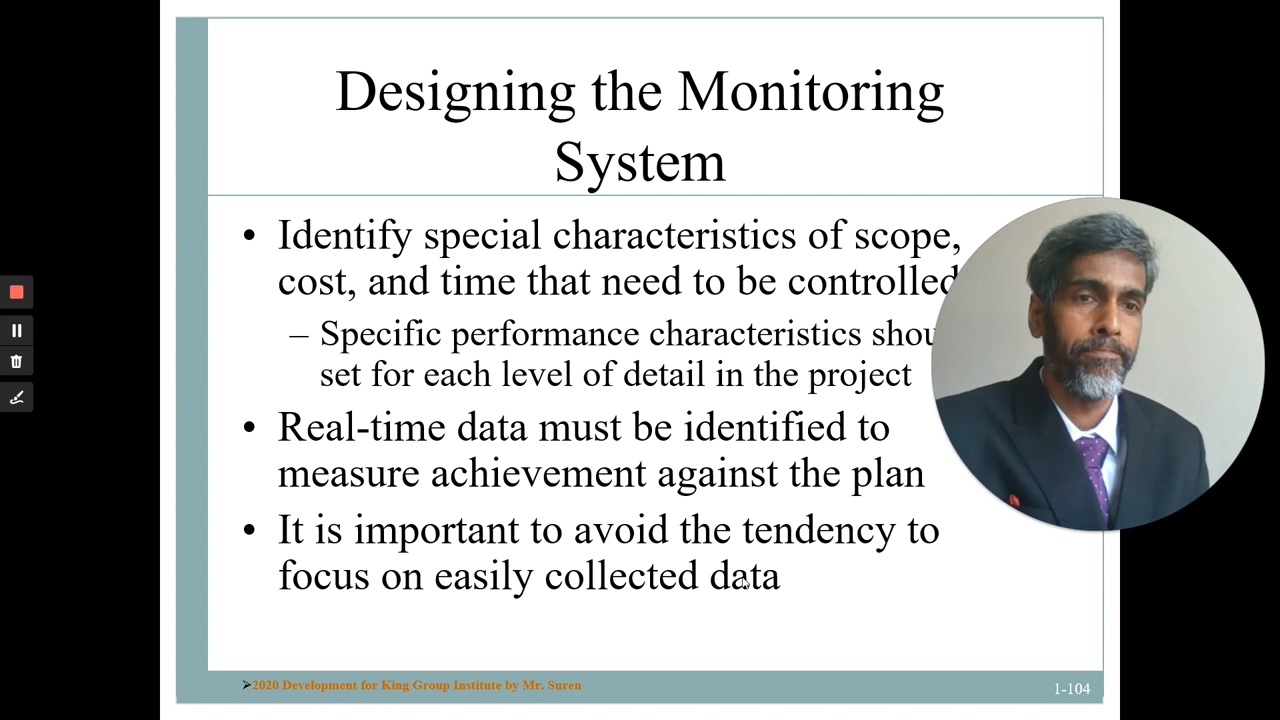 Designing the Monitoring
System
• Identify special characteristics of scope,
cost, and time that need to be controlled
– Specific performance characteristics
set for each level of detail in the project
• Real-time data must be identified to
measure achievement against the plan
• It is important to avoid the tendency to
focus on easily collected data
➢2020 Development for King Group Institute by Mr. Suren
1-104